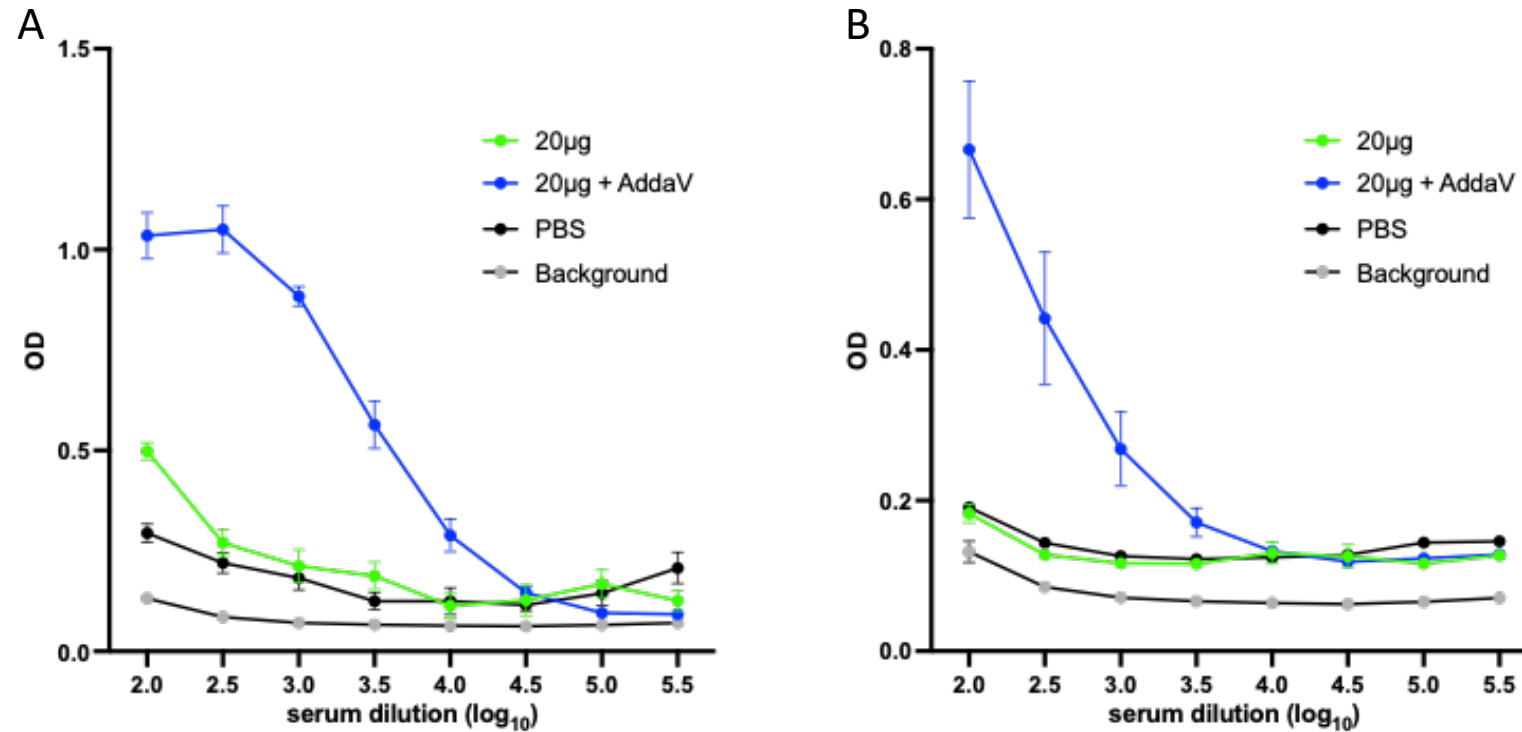 A
1.5
1.0
0.5
0.0
OD
20µg
20µg + AddaV
PBS
Background
2.0 2.5 3.0 3.5 4.0 4.5 5.0 5.5
serum dilution (log10)
B
0.8
0.6
0.4
0.2
0.0
OD
20µg
20µg + AddaV
PBS
Background
2.0 2.5 3.0 3.5 4.0 4.5 5.0 5.5
serum dilution (log10)